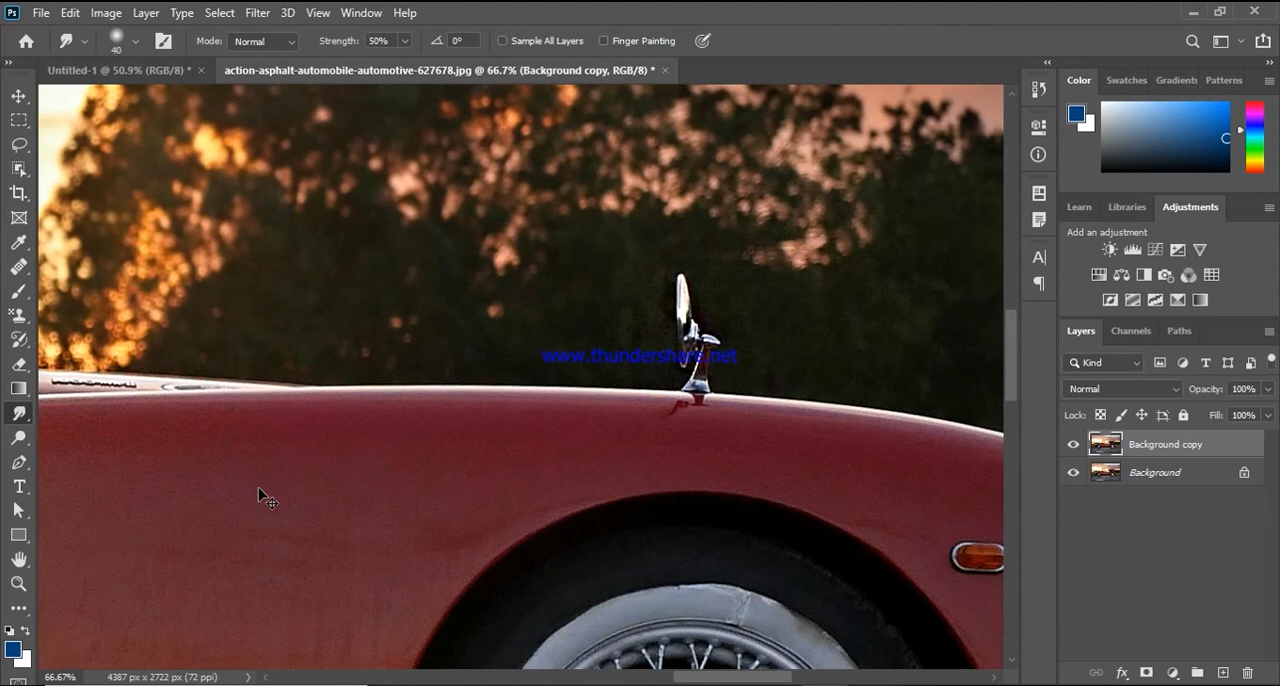 Ps File Edit Image Layer Type Select Filter 3D View Window Help
40 Mode: Normal Strength: 50% 0° Sample All Layers Finger Painting
Untitled-1 @ 50.9% (RGB/8) * × action-asphalt-automobile-automotive-627678.jpg @ 66.7% (Background copy, RGB/8) * ×
Color Swatches Gradients Patterns
Learn Libraries Adjustments
Add an adjustment
Layers Channels Paths
Kind
Normal Opacity: 100%
Lock: Fill: 100%
Background copy
Background
www.thundershare.net
66.67% 4387 px x 2722 px (72 ppi)